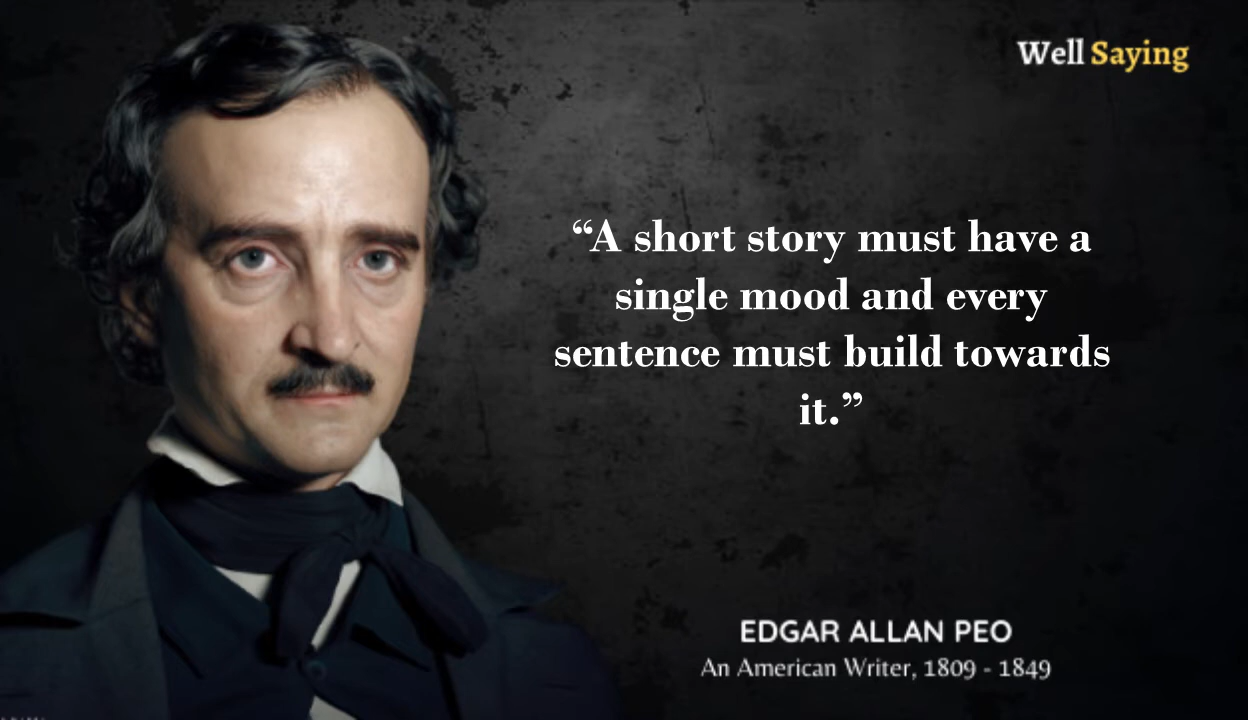 Well Saying
“A short story must have a
single mood and every
sentence must build towards
it.”
EDGAR ALLAN PEO
An American Writer, 1809 - 1849